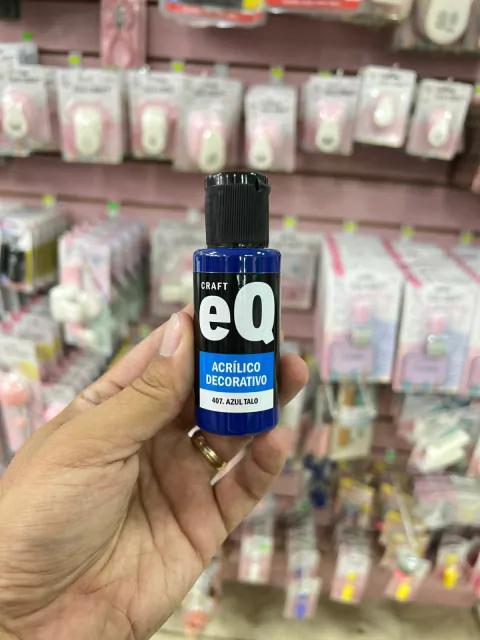 CRAFT
eQ
ACRÍLICO
DECORATIVO
407. AZUL TALO